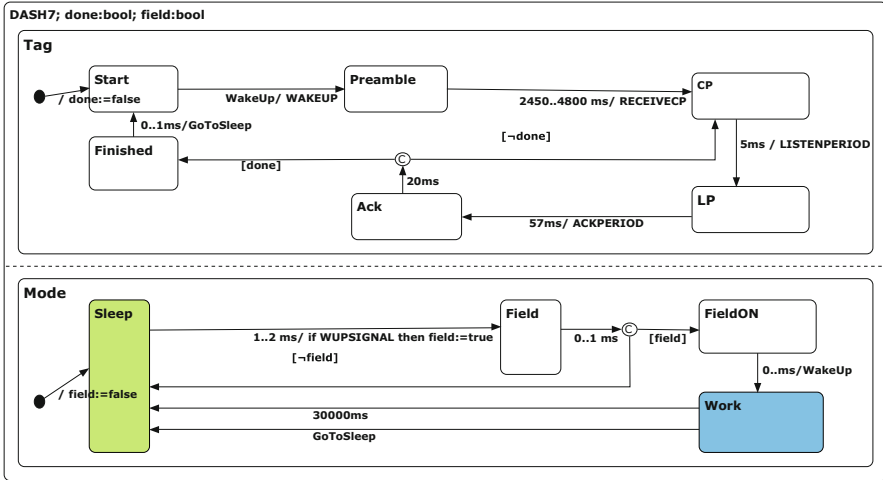 DASH7; done:bool; field:bool
Tag
Start
/ done:=false
WakeUp/ WAKEUP
Preamble
2450..4800 ms/ RECEIVECP
CP
0..1ms/GoToSleep
[¬done]
Finished
[done]
C
5ms / LISTENPERIOD
20ms
Ack
57ms/ ACKPERIOD
LP
Mode
Sleep
/ field:=false
1..2 ms/ if WUPSIGNAL then field:=true
[¬field]
Field
0..1 ms
C
[field]
FieldON
0..ms/WakeUp
Work
30000ms
GoToSleep